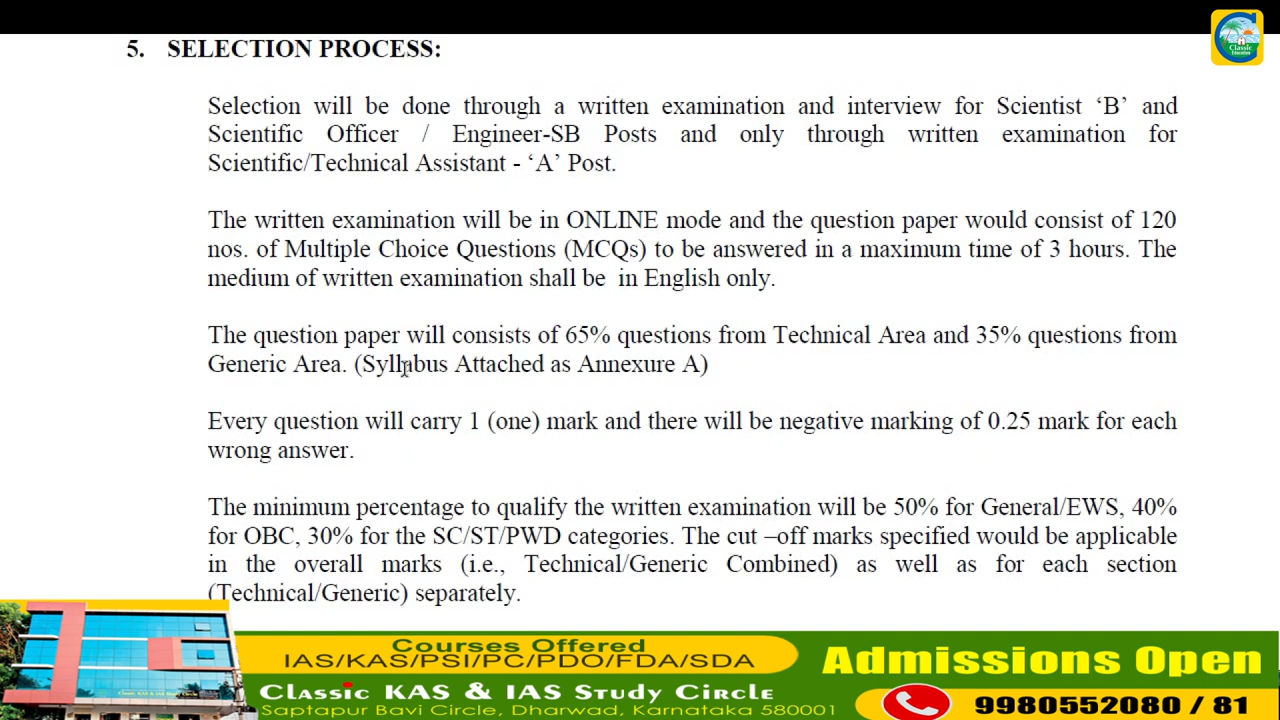 Classic
Education
5. SELECTION PROCESS:
Selection will be done through a written examination and interview for Scientist ‘B’ and
Scientific Officer / Engineer-SB Posts and only through written examination for
Scientific/Technical Assistant - ‘A’ Post.
The written examination will be in ONLINE mode and the question paper would consist of 120
nos. of Multiple Choice Questions (MCQs) to be answered in a maximum time of 3 hours. The
medium of written examination shall be in English only.
The question paper will consists of 65% questions from Technical Area and 35% questions from
Generic Area. (Syllabus Attached as Annexure A)
Every question will carry 1 (one) mark and there will be negative marking of 0.25 mark for each
wrong answer.
The minimum percentage to qualify the written examination will be 50% for General/EWS, 40%
for OBC, 30% for the SC/ST/PWD categories. The cut –off marks specified would be applicable
in the overall marks (i.e., Technical/Generic Combined) as well as for each section
(Technical/Generic) separately.
Courses Offered
IAS/KAS/PSI/PC/PDO/FDA/SDA
Classic KAS & IAS Study Circle
Saptapur Bavi Circle, Dharwad, Karnataka 580001
Admissions Open
9980552080 / 81